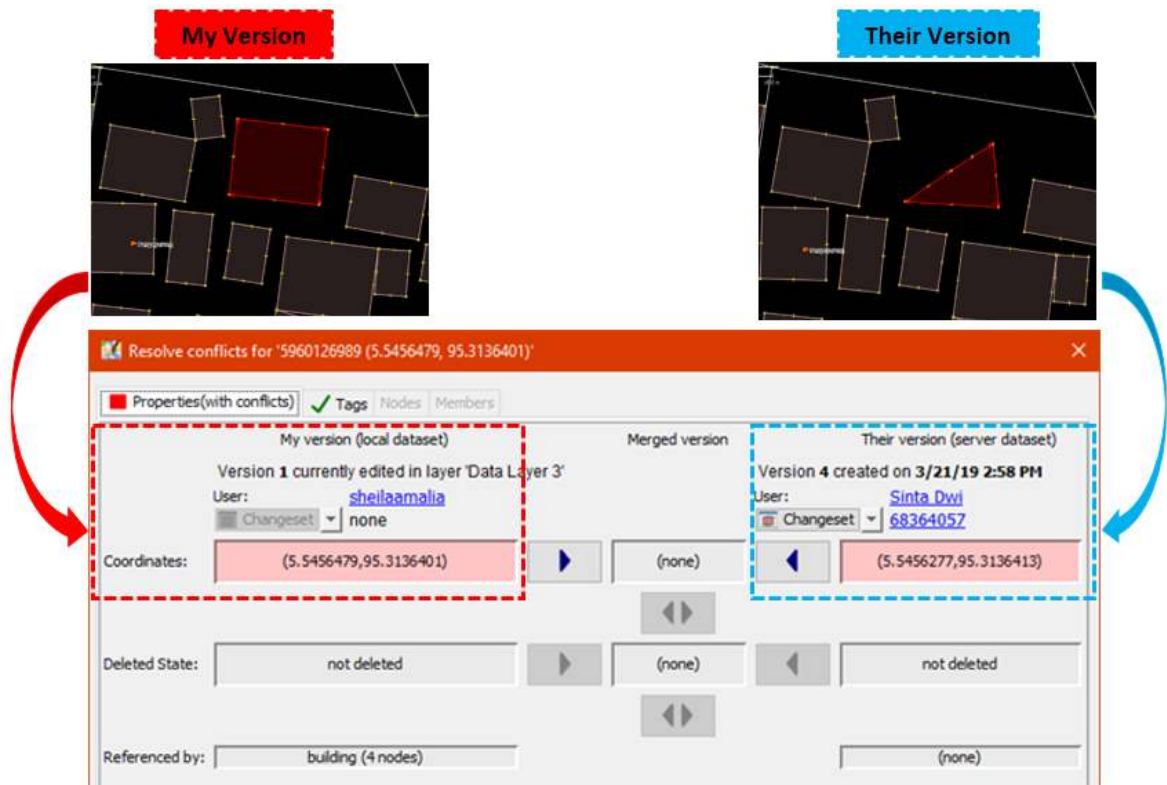 My Version
Their Version
Resolve conflicts for '5960126989 (5.5456479, 95.3136401)'
Properties(with conflicts) Tags Nodes Members
My version (local dataset) Merged version Their version (server dataset)
Version 1 currently edited in layer 'Data Layer 3' Version 4 created on 3/21/19 2:58 PM
User: sheilaamalia User: Sinta Dwi
Changeset none Changeset 68364057
Coordinates: (5.5456479,95.3136401) (none) (5.5456277,95.3136413)
Deleted State: not deleted (none) not deleted
Referenced by: building (4 nodes) (none)